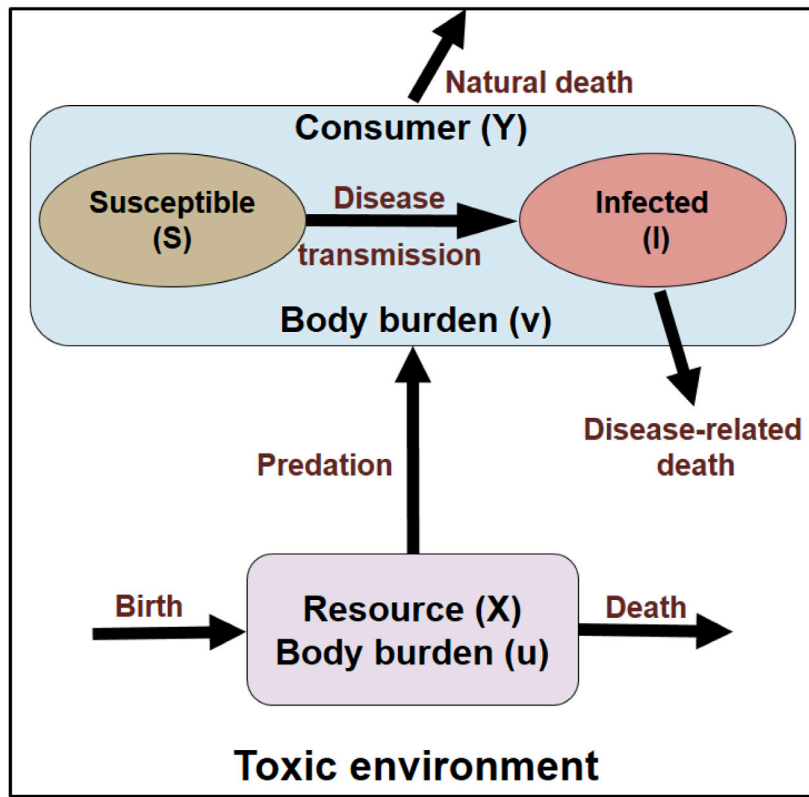 Natural death
Consumer (Y)
Susceptible
(S)
Disease
transmission
Infected
(I)
Body burden (v)
Disease-related
death
Predation
Birth
Resource (X)
Body burden (u)
Death
Toxic environment